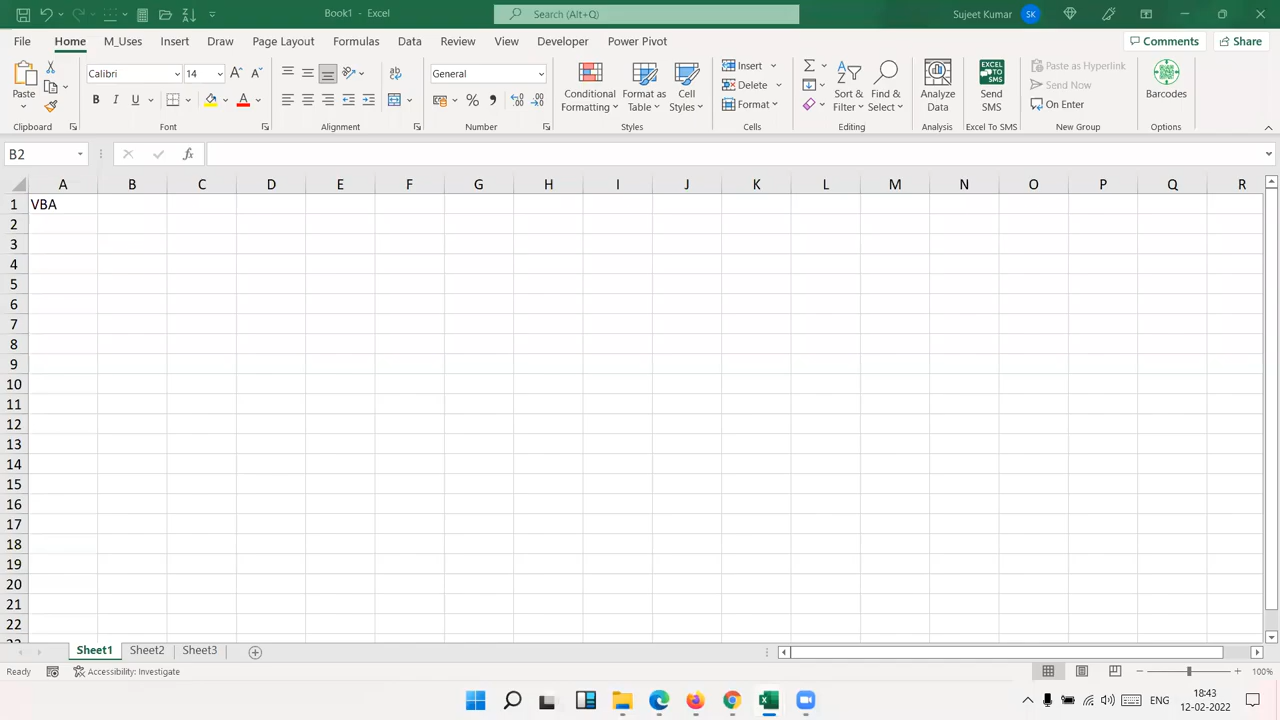 Book1 - Excel
Search (Alt+Q)
Sujeet Kumar
SK
File Home M_Uses Insert Draw Page Layout Formulas Data Review View Developer Power Pivot
Comments Share
Paste
Calibri 14
B I U
General
Conditional Formatting
Format as Table
Cell Styles
Insert
Delete
Format
Sort & Filter
Find & Select
Analyze Data
Send SMS
Paste as Hyperlink
Send Now
On Enter
Barcodes
EXCEL TO SMS
Clipboard Font Alignment Number Styles Cells Editing Analysis Excel To SMS New Group Options
B2
fx
A B C D E F G H I J K L M N O P Q R
1 VBA
2
3
4
5
6
7
8
9
10
11
12
13
14
15
16
17
18
19
20
21
22
Sheet1 Sheet2 Sheet3
Ready Accessibility: Investigate 100%
ENG
18:43
12-02-2022